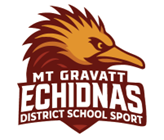 MT GRAVATT
ECHIDNAS
DISTRICT SCHOOL SPORT